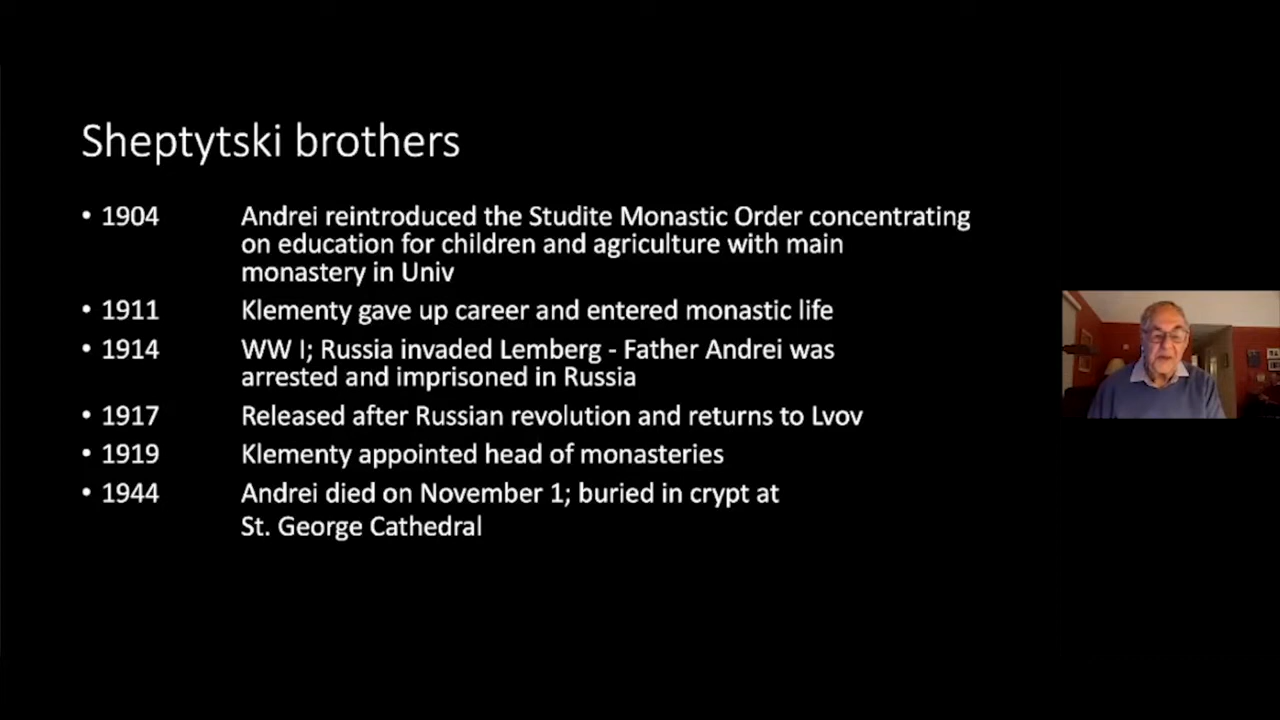 Sheptytski brothers
• 1904 Andrei reintroduced the Studite Monastic Order concentrating
on education for children and agriculture with main
monastery in Univ
• 1911 Klementy gave up career and entered monastic life
• 1914 WW I; Russia invaded Lemberg - Father Andrei was
arrested and imprisoned in Russia
• 1917 Released after Russian revolution and returns to Lvov
• 1919 Klementy appointed head of monasteries
• 1944 Andrei died on November 1; buried in crypt at
St. George Cathedral